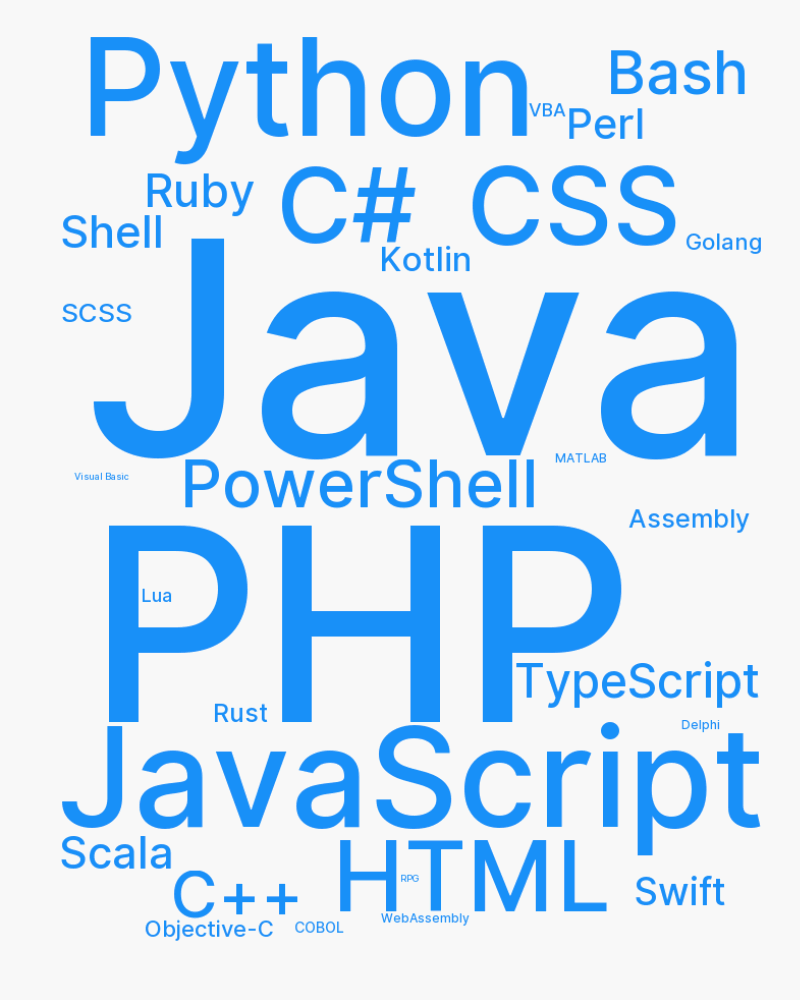 Python
Bash
VBA
Perl
Ruby
C#
CSS
Shell
Golang
Kotlin
Java
SCSS
MATLAB
Visual Basic
PowerShell
Assembly
PHP
Lua
TypeScript
Rust
Delphi
JavaScript
Scala
HTML
RPG
C++
Swift
WebAssembly
Objective-C
COBOL